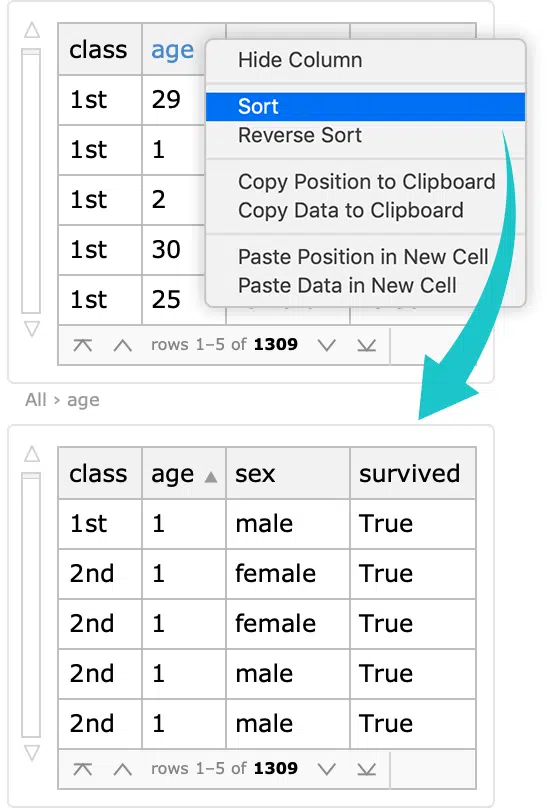 class age
Hide Column
1st 29
Sort
Reverse Sort
1st 1
1st 2
Copy Position to Clipboard
Copy Data to Clipboard
1st 30
Paste Position in New Cell
1st 25
Paste Data in New Cell
rows 1–5 of 1309
All › age
class age ▲ sex survived
1st 1 male True
2nd 1 female True
2nd 1 female True
2nd 1 male True
2nd 1 male True
rows 1–5 of 1309